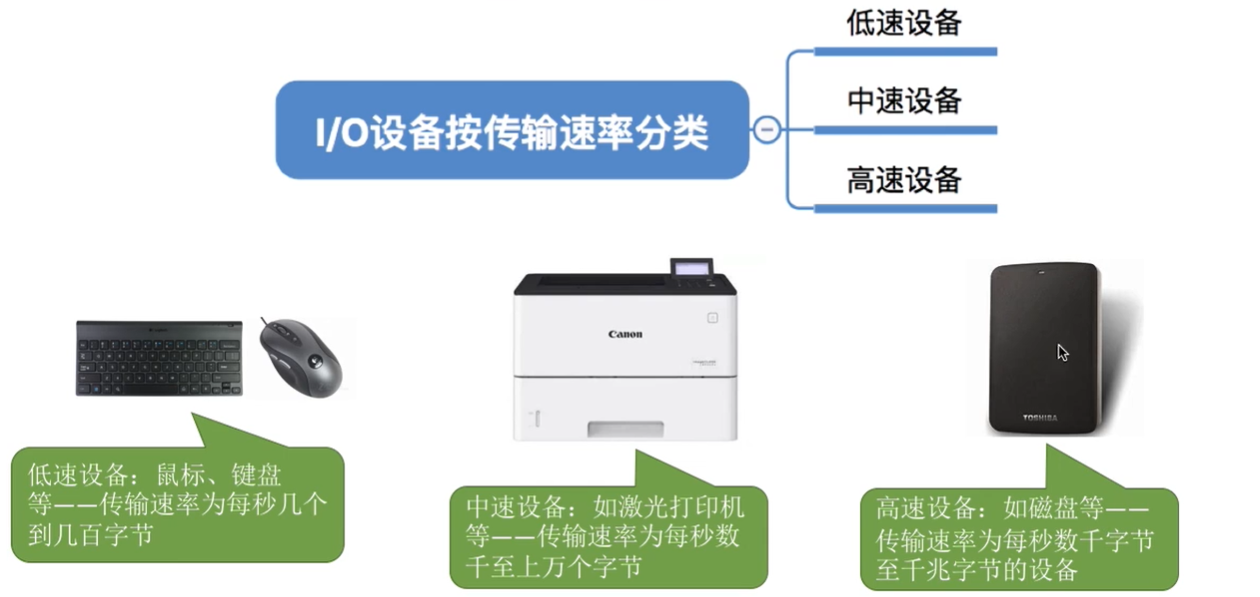 低速设备
I/O设备按传输速率分类
中速设备
高速设备
Canon
TOSHIBA
低速设备：鼠标、键盘
等——传输速率为每秒几个
到几百字节
中速设备：如激光打印机
等——传输速率为每秒数
千至上万个字节
高速设备：如磁盘等——
传输速率为每秒数千字节
至千兆字节的设备